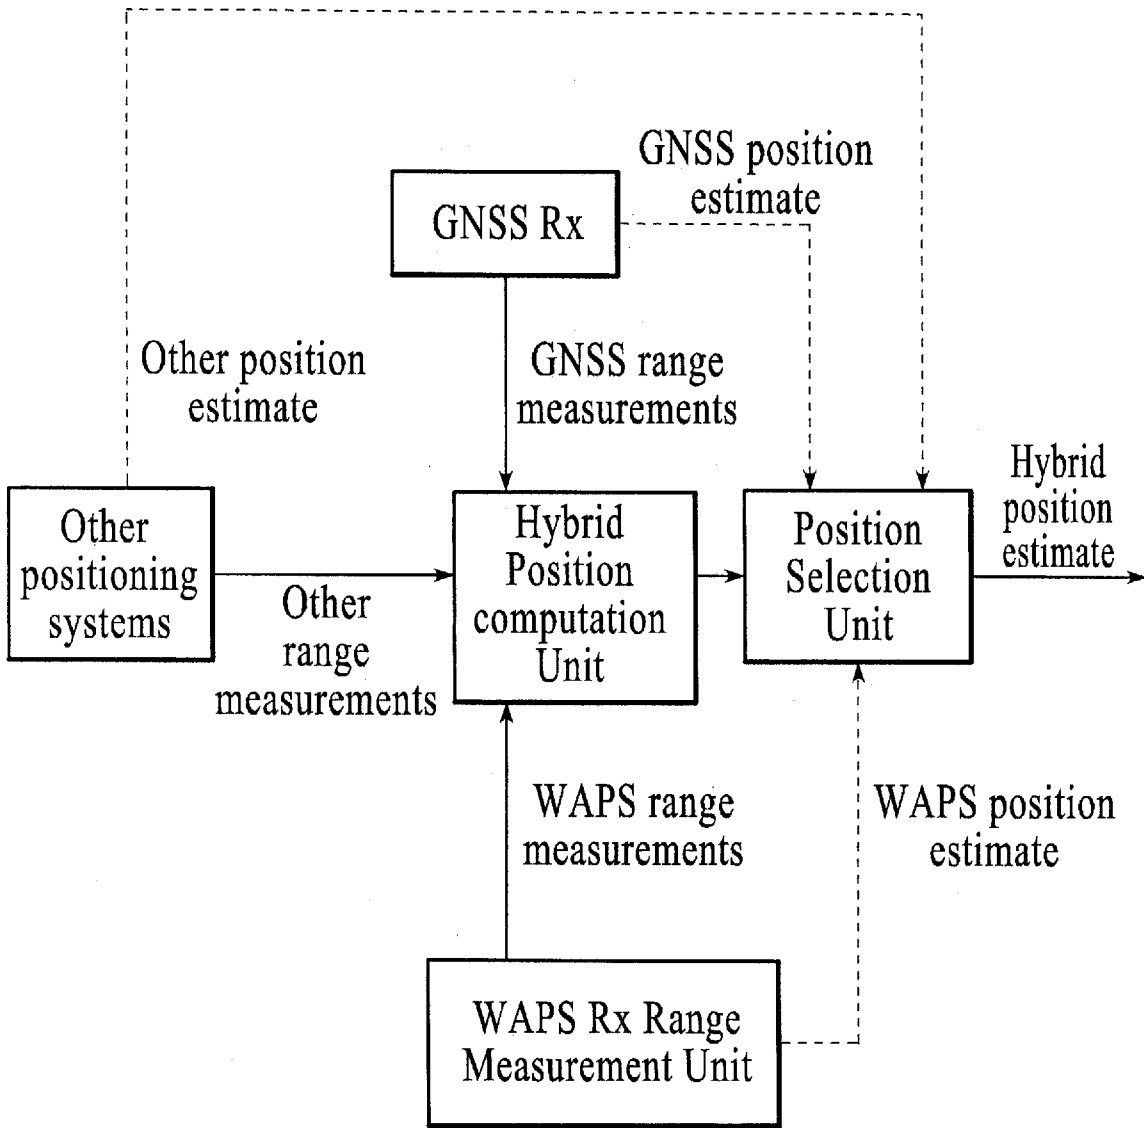 GNSS position
estimate
GNSS Rx
Other position
estimate
GNSS range
measurements
Hybrid
position
estimate
Other
positioning
systems
Other
range
measurements
Hybrid
Position
computation
Unit
Position
Selection
Unit
WAPS range
measurements
WAPS position
estimate
WAPS Rx Range
Measurement Unit